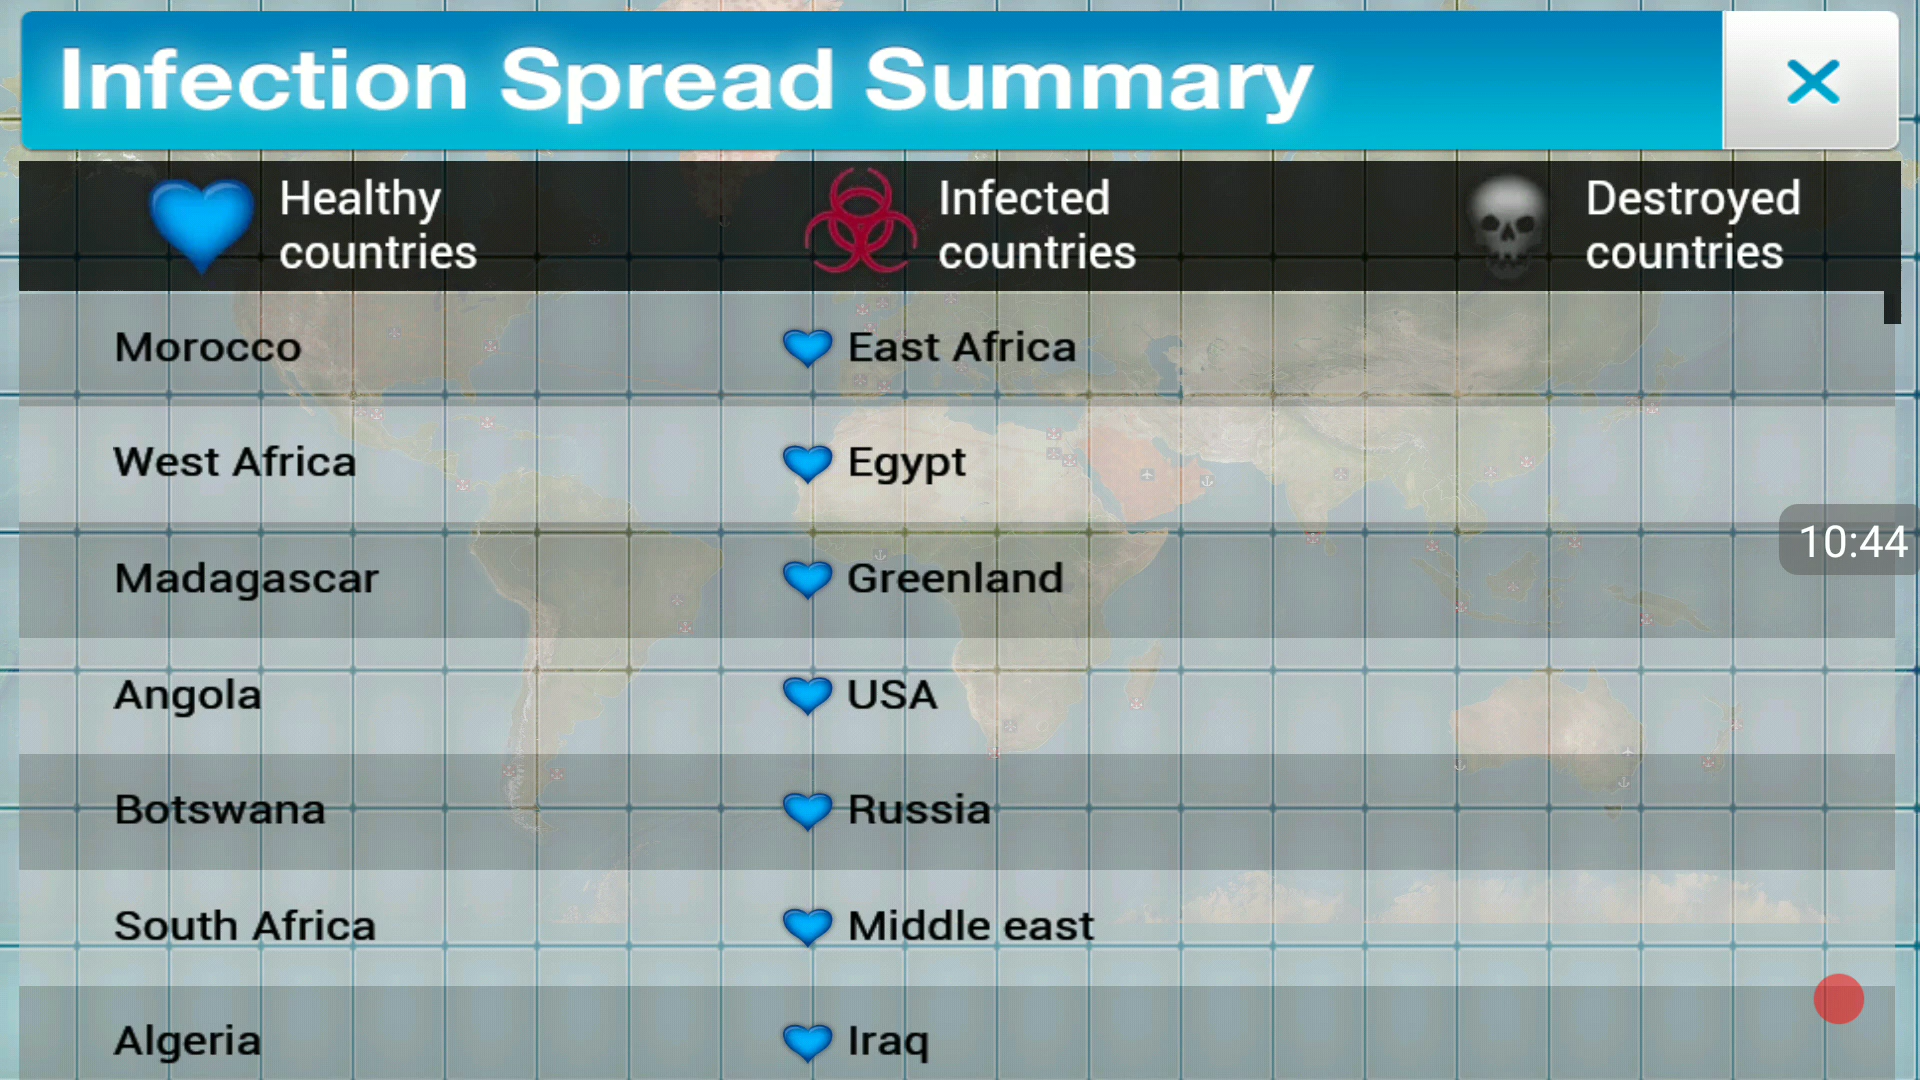 Infection Spread Summary
Healthy
countries
Infected
countries
Destroyed
countries
Morocco
East Africa
West Africa
Egypt
10:44
Madagascar
Greenland
Angola
USA
Botswana
Russia
South Africa
Middle east
Algeria
Iraq